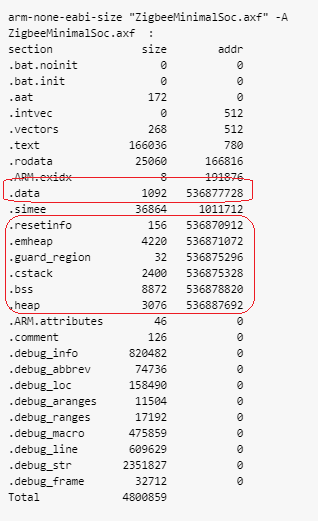 arm-none-eabi-size "ZigbeeMinimalSoc.axf" -A
ZigbeeMinimalSoc.axf  :
section size addr
.bat.noinit 0 0
.bat.init 0 0
.aat 172 0
.intvec 0 512
.vectors 268 512
.text 166036 780
.rodata 25060 166816
.ARM.exidx 8 191876
.data 1092 536877728
.simee 36864 1011712
.resetinfo 156 536870912
.emheap 4220 536871072
.guard_region 32 536875296
.cstack 2400 536875328
.bss 8872 536878820
.heap 3076 536887692
.ARM.attributes 46 0
.comment 126 0
.debug_info 820482 0
.debug_abbrev 74736 0
.debug_loc 158490 0
.debug_aranges 11504 0
.debug_ranges 17192 0
.debug_macro 475859 0
.debug_line 609629 0
.debug_str 2351827 0
.debug_frame 32712 0
Total 4800859